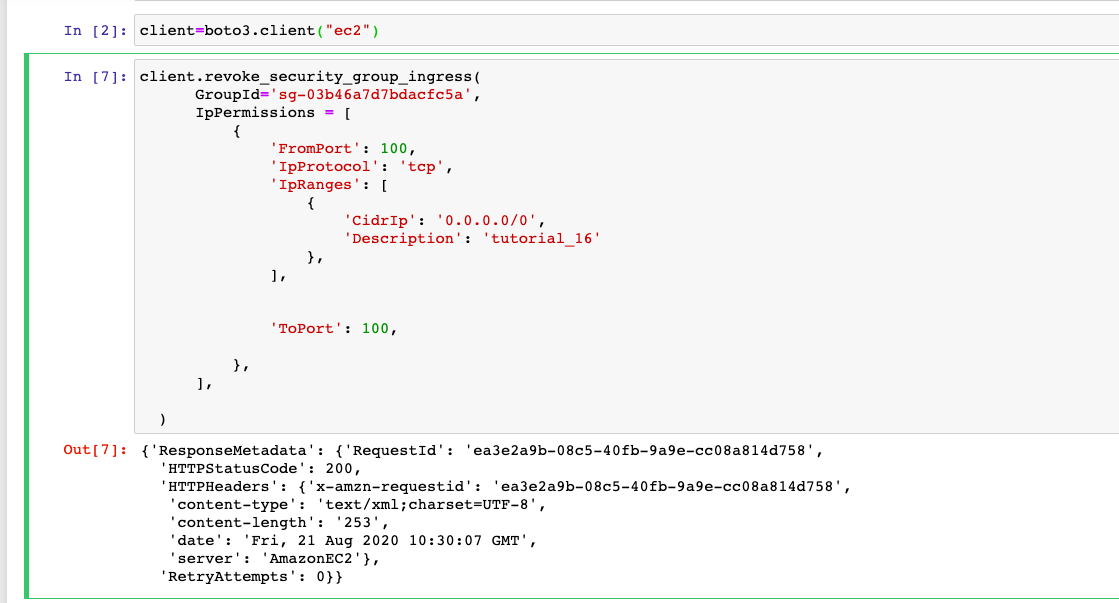 In [2]: client=boto3.client("ec2")
In [7]: client.revoke_security_group_ingress(
GroupId='sg-03b46a7d7bdacfc5a',
IpPermissions = [
{
'FromPort': 100,
'IpProtocol': 'tcp',
'IpRanges': [
{
'CidrIp': '0.0.0.0/0',
'Description': 'tutorial_16'
},
],
'ToPort': 100,
},
],
)
Out[7]: {'ResponseMetadata': {'RequestId': 'ea3e2a9b-08c5-40fb-9a9e-cc08a814d758',
'HTTPStatusCode': 200,
'HTTPHeaders': {'x-amzn-requestid': 'ea3e2a9b-08c5-40fb-9a9e-cc08a814d758',
'content-type': 'text/xml;charset=UTF-8',
'content-length': '253',
'date': 'Fri, 21 Aug 2020 10:30:07 GMT',
'server': 'AmazonEC2'},
'RetryAttempts': 0}}